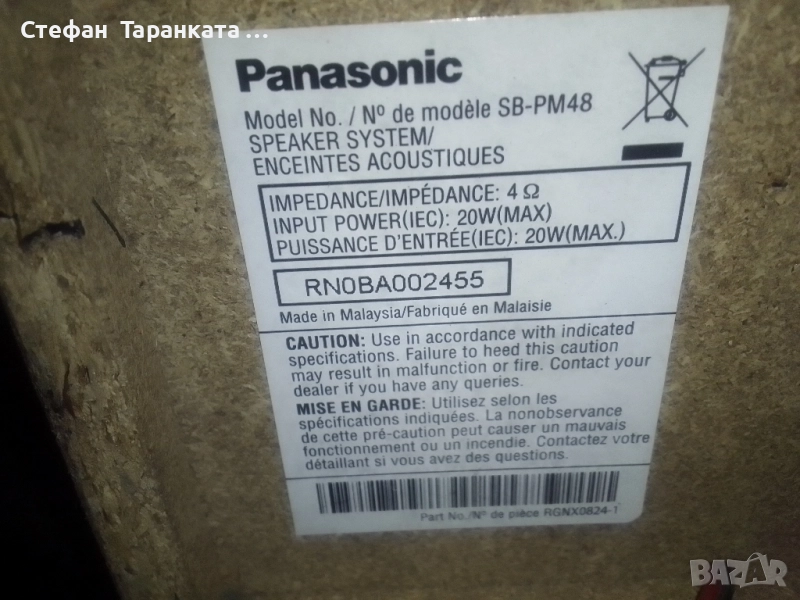 Стефан Таранката ...
Panasonic
Model No. / Nº de modèle SB-PM48
SPEAKER SYSTEM/
ENCEINTES ACOUSTIQUES
IMPEDANCE/IMPÉDANCE: 4 Ω
INPUT POWER(IEC): 20W(MAX)
PUISSANCE D'ENTRÉE(IEC): 20W(MAX.)
RN0BA002455
Made in Malaysia/Fabriqué en Malaisie
CAUTION: Use in accordance with indicated
specifications. Failure to heed this caution
may result in malfunction or fire. Contact your
dealer if you have any queries.
MISE EN GARDE: Utilisez selon les
spécifications indiquées. La nonobservance
de cette pré-caution peut causer un mauvais
fonctionnement ou un incendie. Contactez votre
détaillant si vous avez des questions.
Part No./Nº de pièce RGNX0824-1
BAZAR